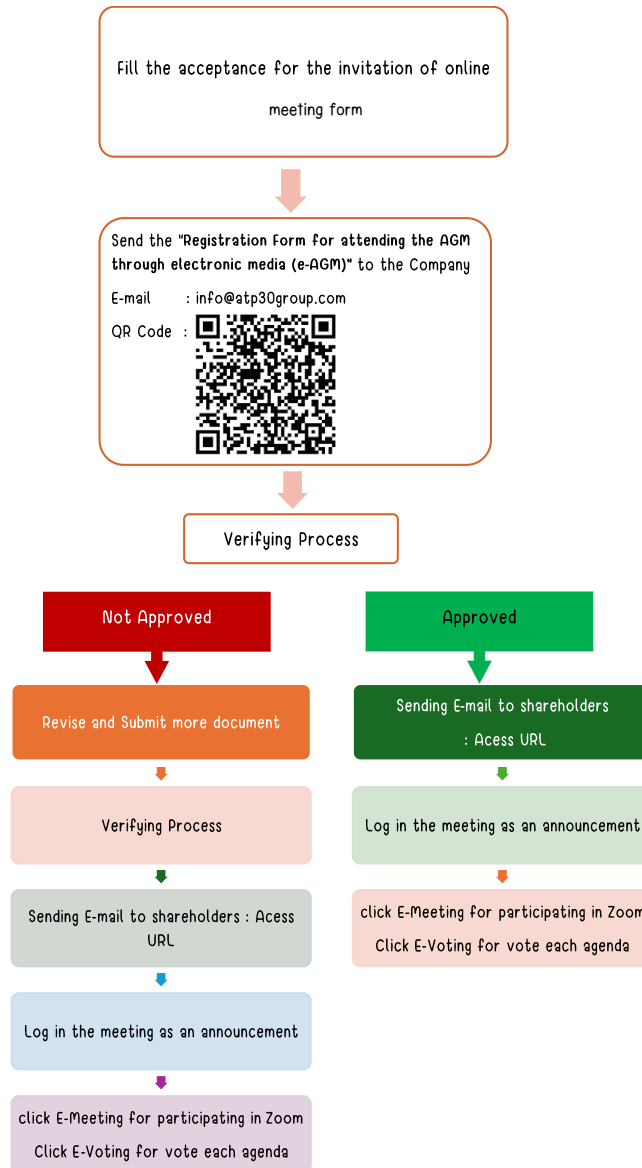 Fill the acceptance for the invitation of online
meeting form
Send the "Registration Form for attending the AGM
through electronic media (e-AGM)" to the Company
E-mail : info@atp30group.com
QR Code :
Verifying Process
Not Approved
Revise and Submit more document
Verifying Process
Sending E-mail to shareholders : Acess
URL
Log in the meeting as an announcement
click E-Meeting for participating in Zoom
Click E-Voting for vote each agenda
Approved
Sending E-mail to shareholders
: Acess URL
Log in the meeting as an announcement
click E-Meeting for participating in Zoom
Click E-Voting for vote each agenda